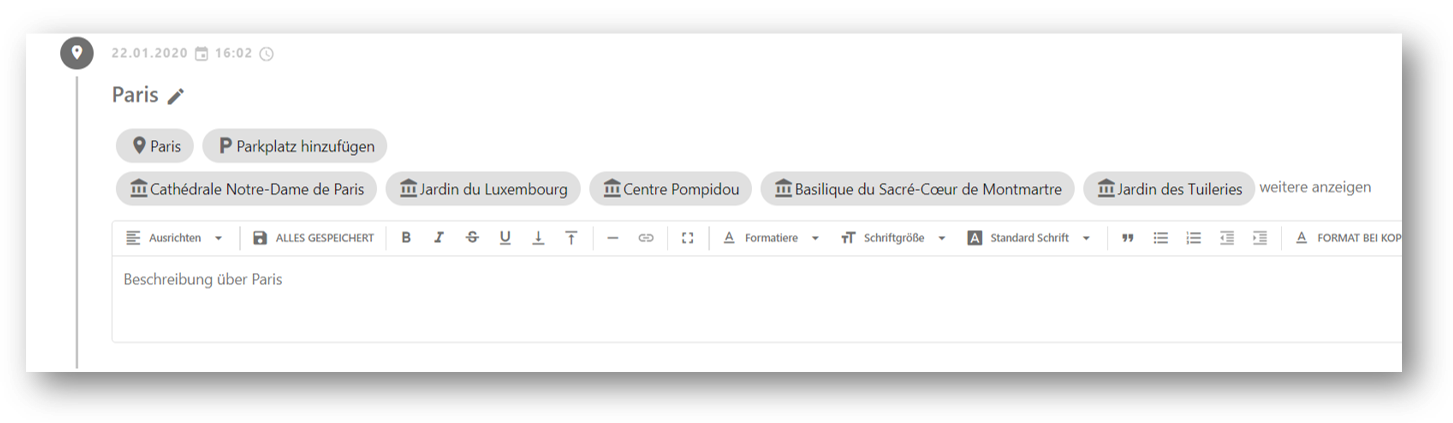 22.01.2020 16:02
Paris
Paris P Parkplatz hinzufügen
Cathédrale Notre-Dame de Paris Jardin du Luxembourg Centre Pompidou Basilique du Sacré-Cœur de Montmartre Jardin des Tuileries weitere anzeigen
Ausrichten ALLES GESPEICHERT B I S U Formatiere Schriftgröße A Standard Schrift A FORMAT BEI KOP
Beschreibung über Paris